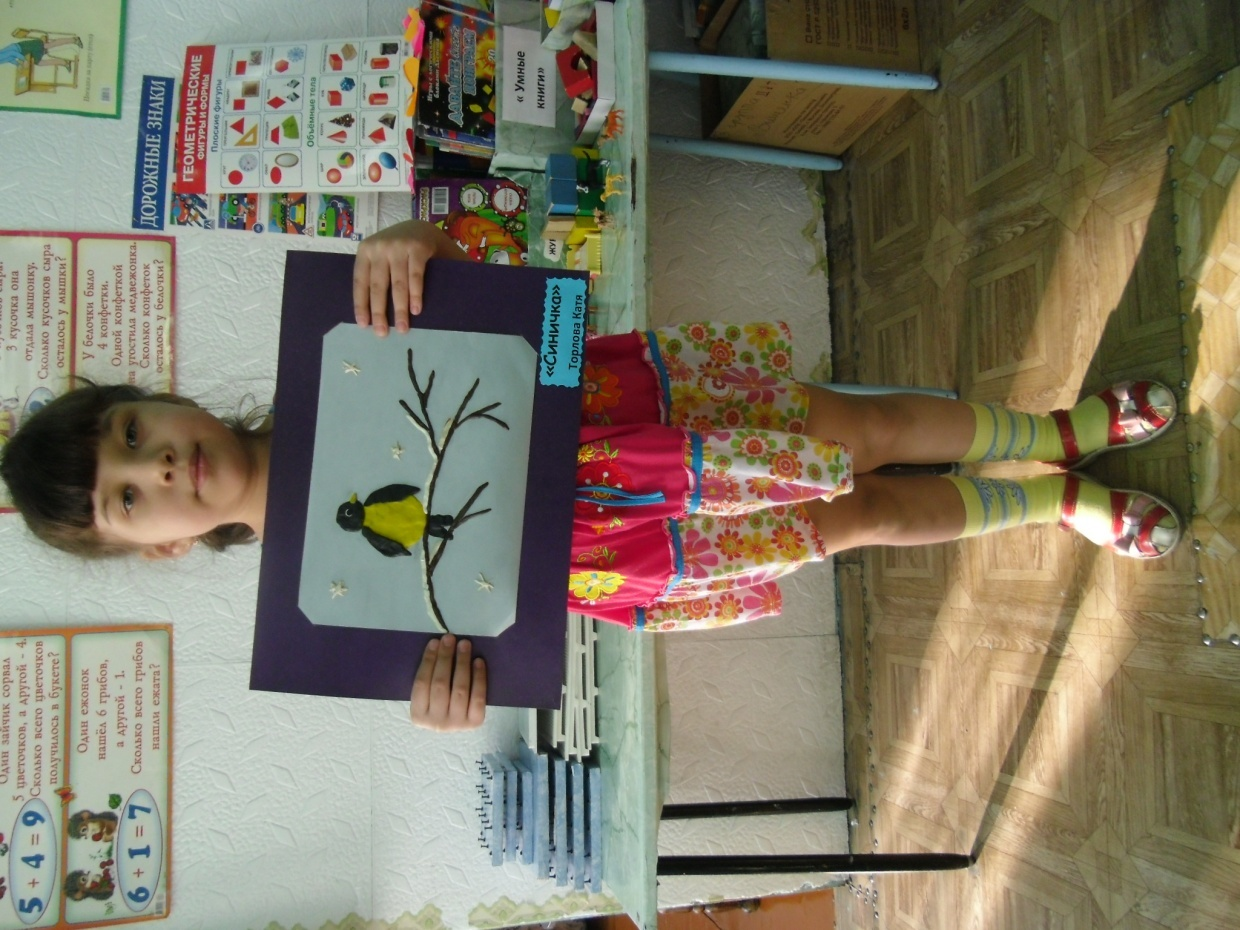 ДОРОЖНЫЕ ЗНАКИ
ГЕОМЕТРИЧЕСКИЕ
ФИГУРЫ И ФОРМЫ
Плоские фигуры
Объёмные тела
« Умные
книги»
3 кусочка она
отдала мышонку.
Сколько кусочков сыра
осталось у мышки?
У белочки было
4 конфетки.
Одной конфеткой
она угостила медвежонка.
Сколько конфеток
осталось у белочки?
«Синичка»
Торлова Катя
Один зайчик сорвал
5 цветочков, а другой - 4.
Сколько всего цветочков
получилось в букете?
5 + 4 = 9
Один ежонок
нашёл 6 грибов,
а другой - 1.
Сколько всего грибов
нашли ежата?
6 + 1 = 7